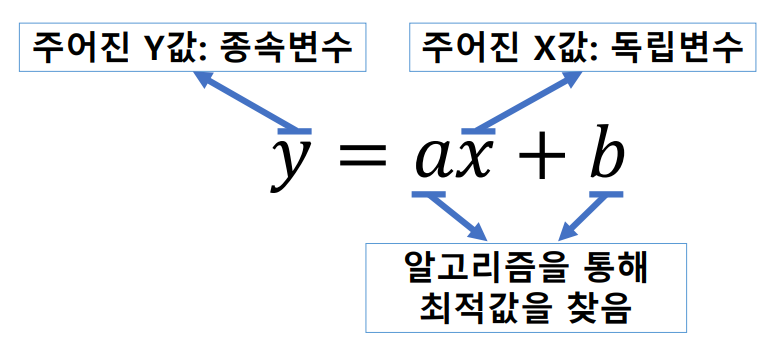 주어진 Y값: 종속변수
주어진 X값: 독립변수
y = ax + b
알고리즘을 통해
최적값을 찾음